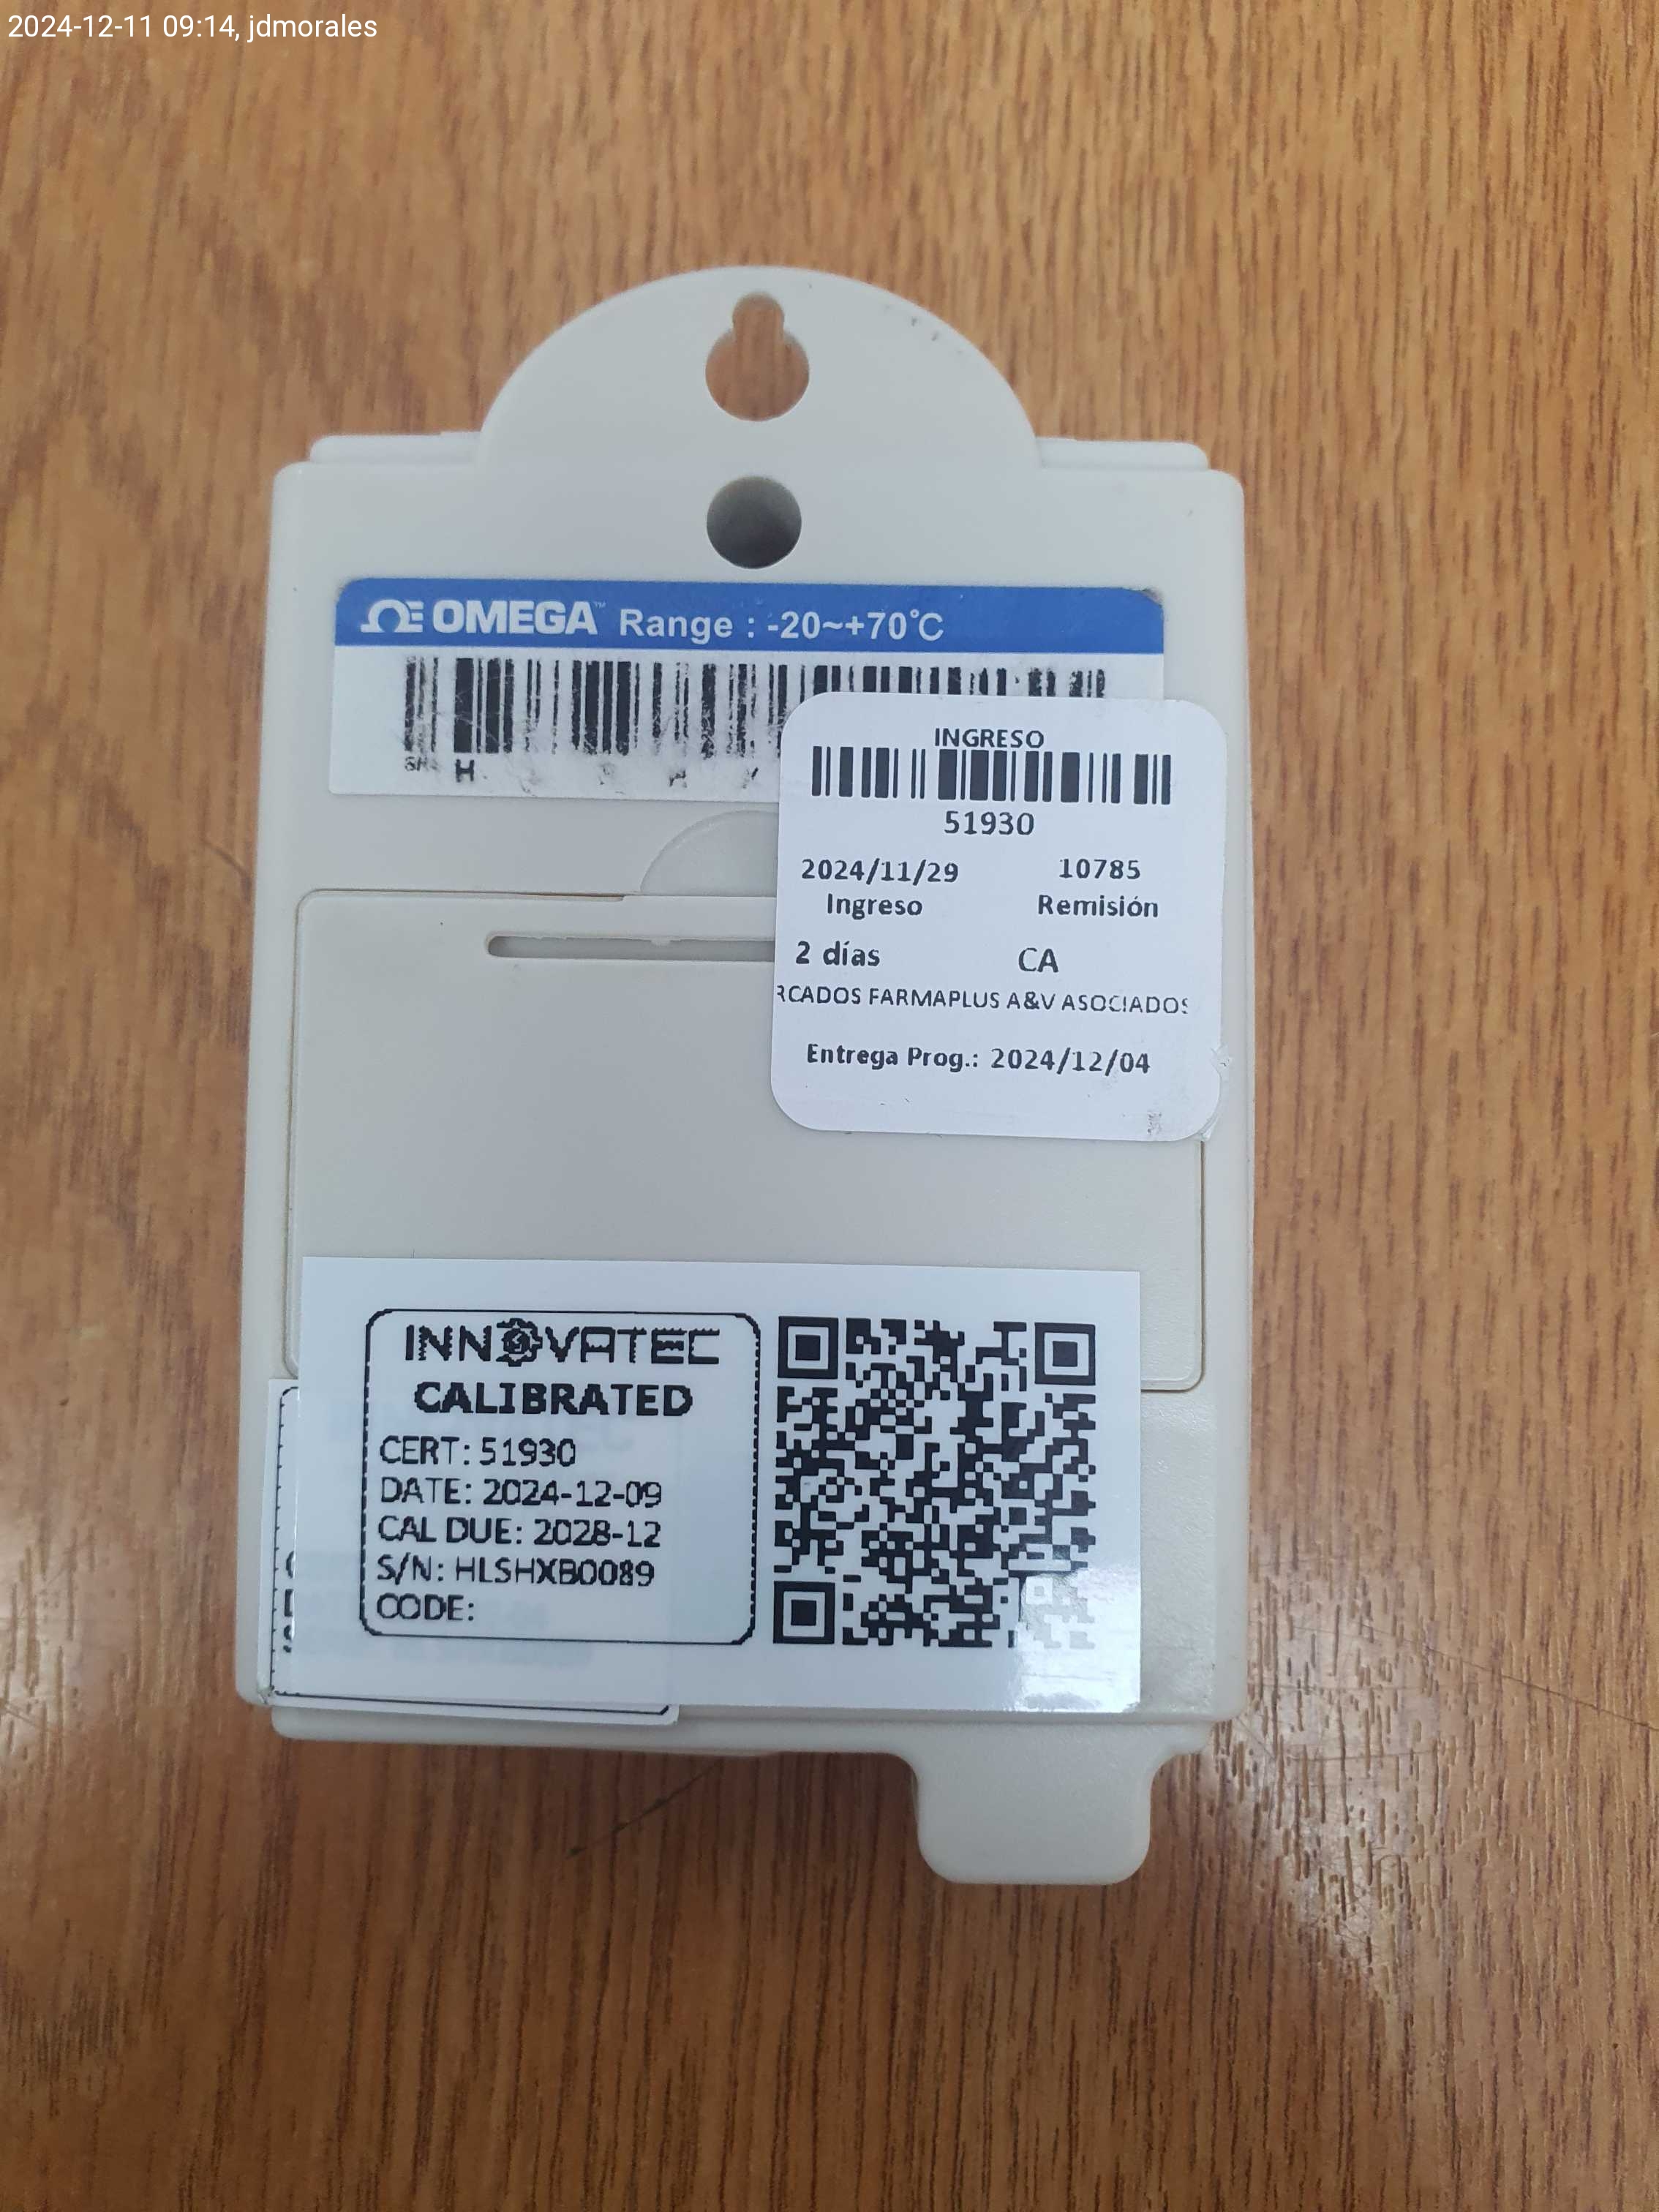 2024-12-11 09:14, jdmorales
OMEGA™ Range : -20~+70°C
H
INGRESO
51930
2024/11/29 10785
Ingreso Remisión
2 días CA
RCADOS FARMAPLUS A&V ASOCIADOS
Entrega Prog.: 2024/12/04
INNOVATEC
CALIBRATED
CERT: 51930
DATE: 2024-12-09
CAL DUE: 2028-12
S/N: HLSHXB0089
CODE: